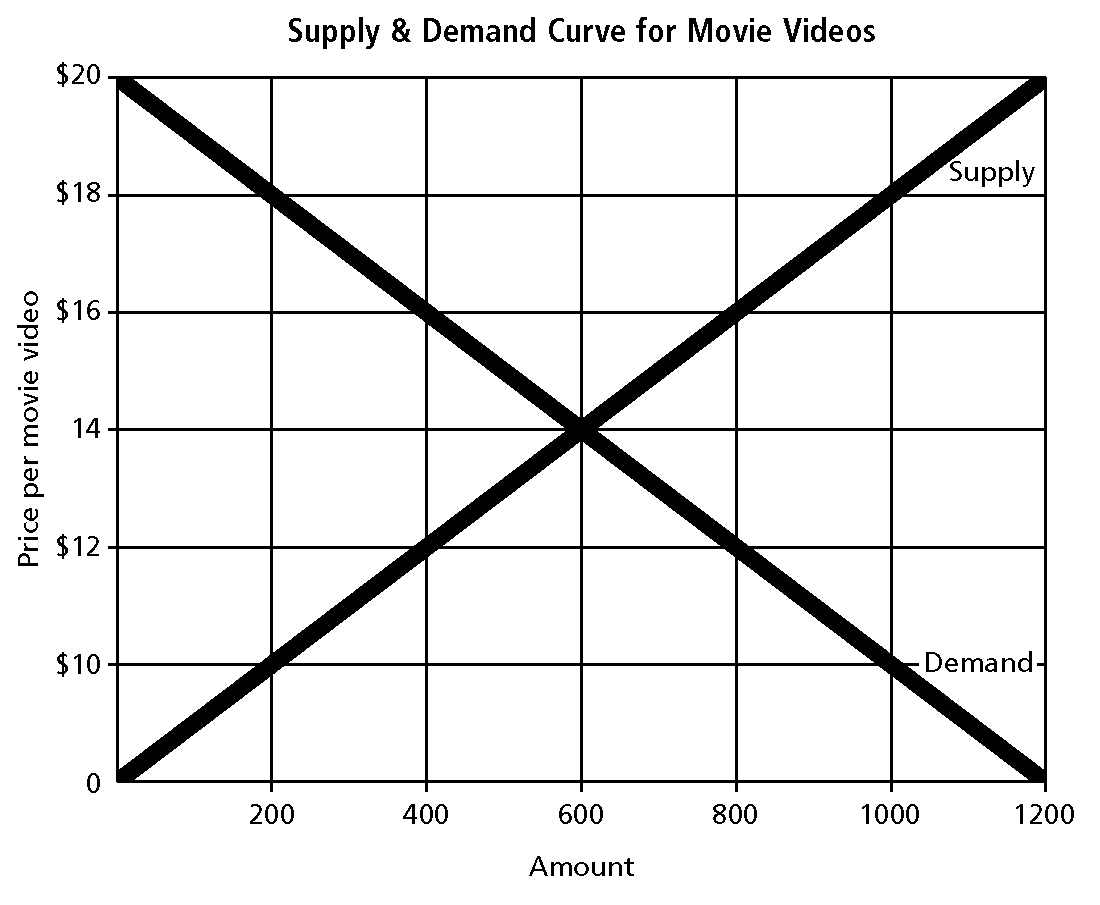 Supply & Demand Curve for Movie Videos
Price per movie video
$20
$18
$16
14
$12
$10
0
Supply
Demand
200 400 600 800 1000 1200
Amount